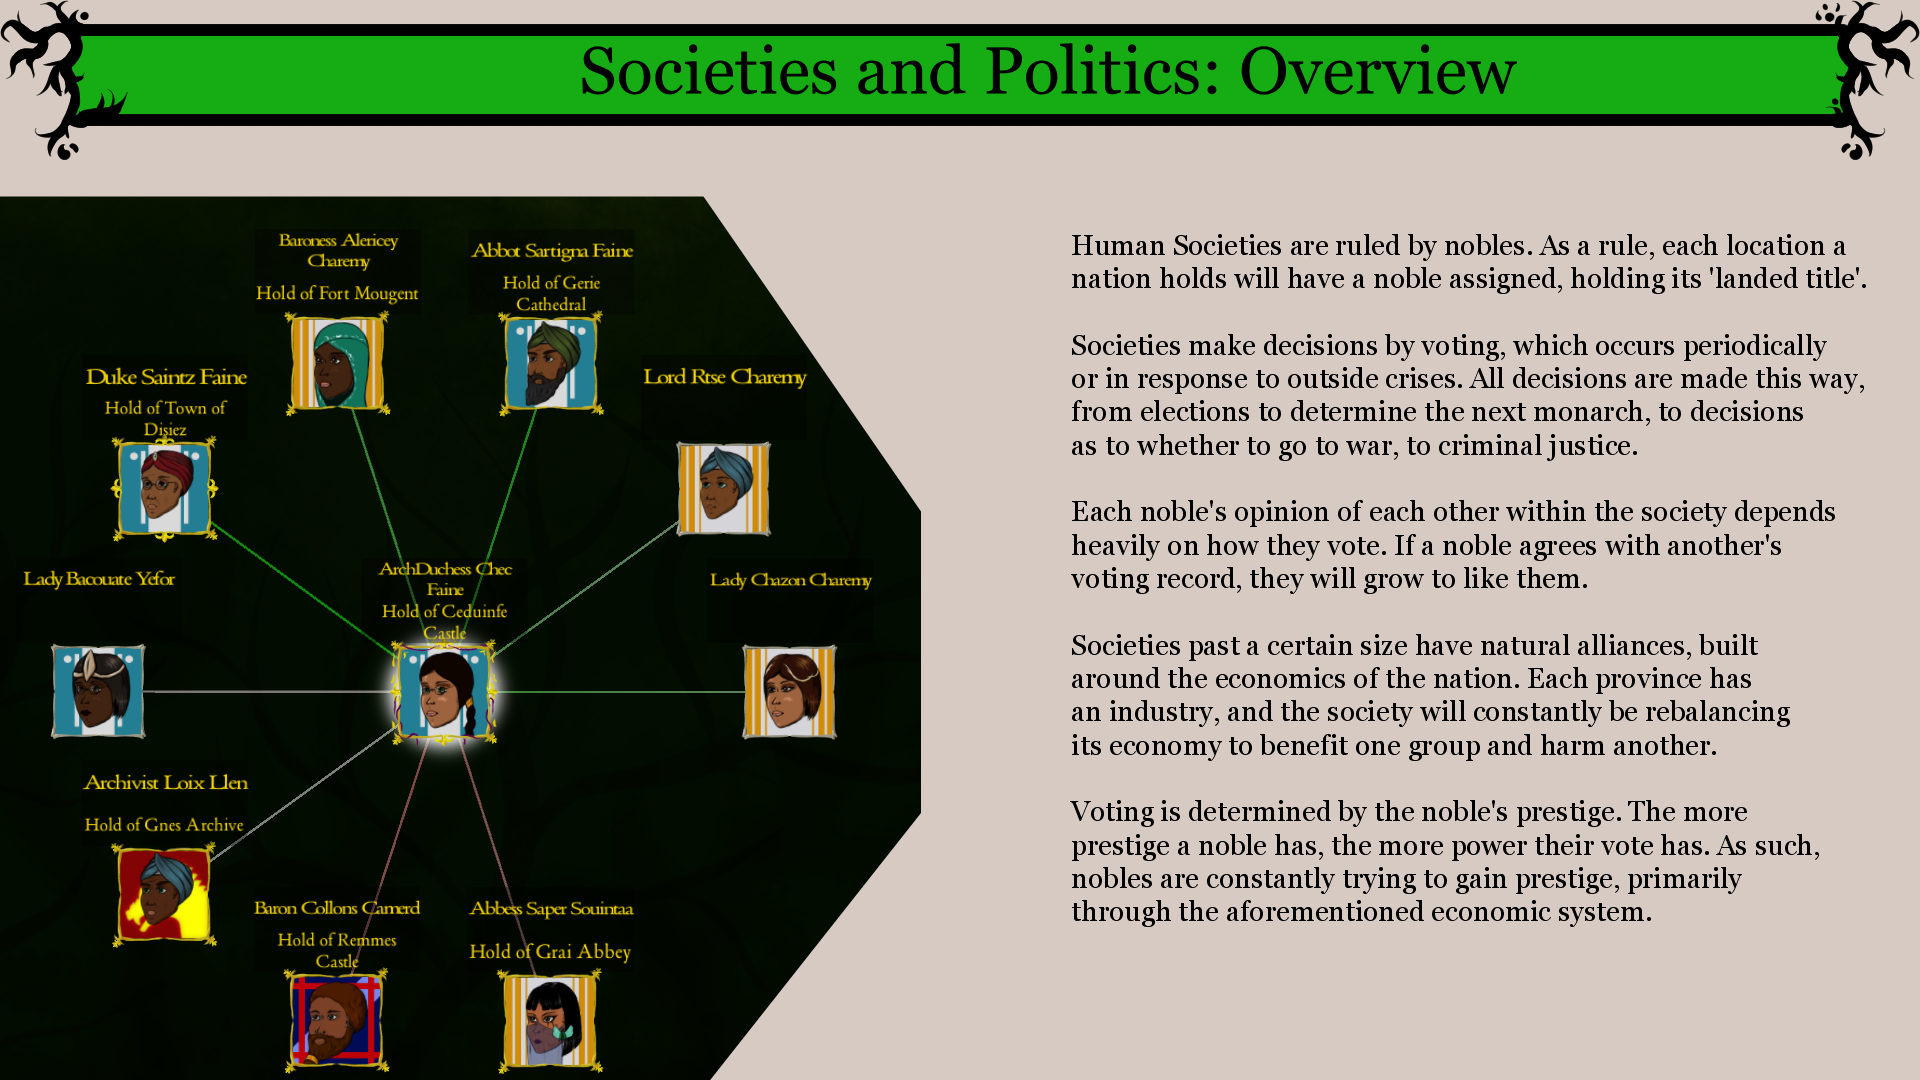 Societies and Politics: Overview
Baroness Alericey
Charemy
Hold of Fort Mougent
Abbot Sartigna Faine
Hold of Gerie
Cathedral
Duke Saintz Faine
Hold of Town of
Disiez
Lord Rtse Charemy
Lady Bacouate Yefor
ArchDuchess Chec
Faine
Hold of Ceduinfe
Castle
Lady Chazon Charemy
Archivist Loix Llen
Hold of Gnes Archive
Baron Collons Camerd
Hold of Remmes
Castle
Abbess Saper Souintaa
Hold of Grai Abbey
Human Societies are ruled by nobles. As a rule, each location a
nation holds will have a noble assigned, holding its 'landed title'.
Societies make decisions by voting, which occurs periodically
or in response to outside crises. All decisions are made this way,
from elections to determine the next monarch, to decisions
as to whether to go to war, to criminal justice.
Each noble's opinion of each other within the society depends
heavily on how they vote. If a noble agrees with another's
voting record, they will grow to like them.
Societies past a certain size have natural alliances, built
around the economics of the nation. Each province has
an industry, and the society will constantly be rebalancing
its economy to benefit one group and harm another.
Voting is determined by the noble's prestige. The more
prestige a noble has, the more power their vote has. As such,
nobles are constantly trying to gain prestige, primarily
through the aforementioned economic system.